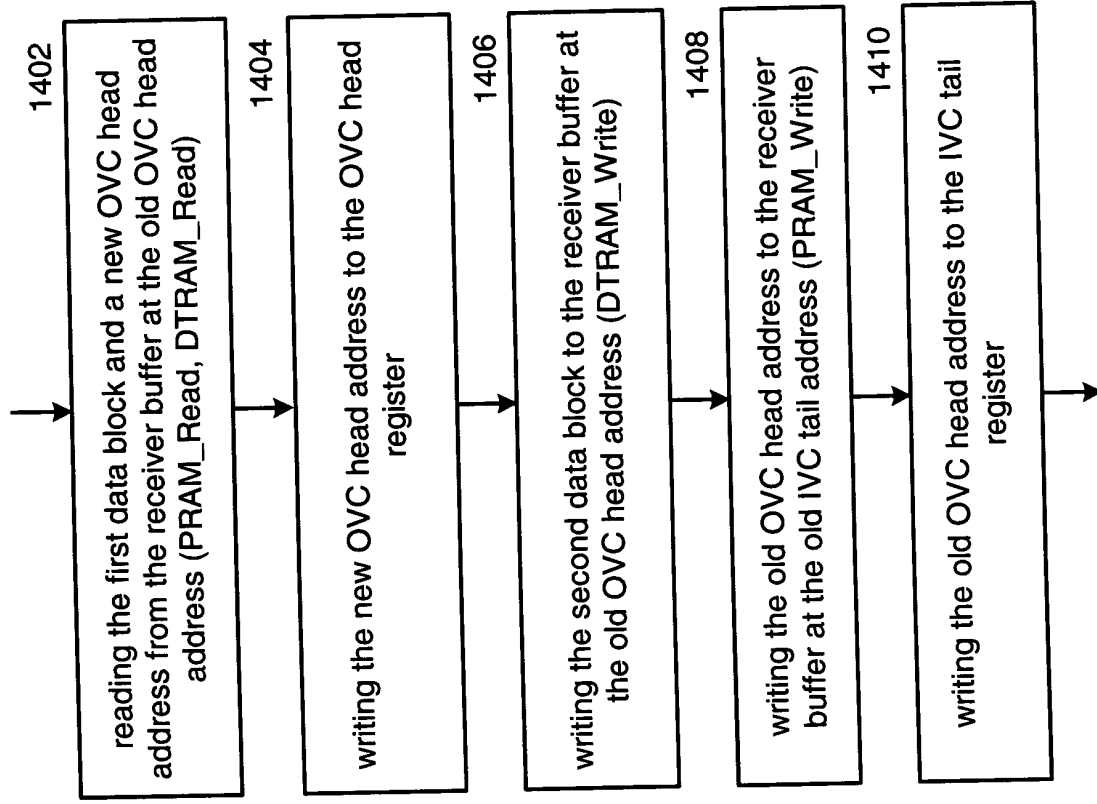 1402
reading the first data block and a new OVC head
address from the receiver buffer at the old OVC head
address (PRAM_Read, DTRAM_Read)
1404
writing the new OVC head address to the OVC head
register
1406
writing the second data block to the receiver buffer at
the old OVC head address (DTRAM_Write)
1408
writing the old OVC head address to the receiver
buffer at the old IVC tail address (PRAM_Write)
1410
writing the old OVC head address to the IVC tail
register